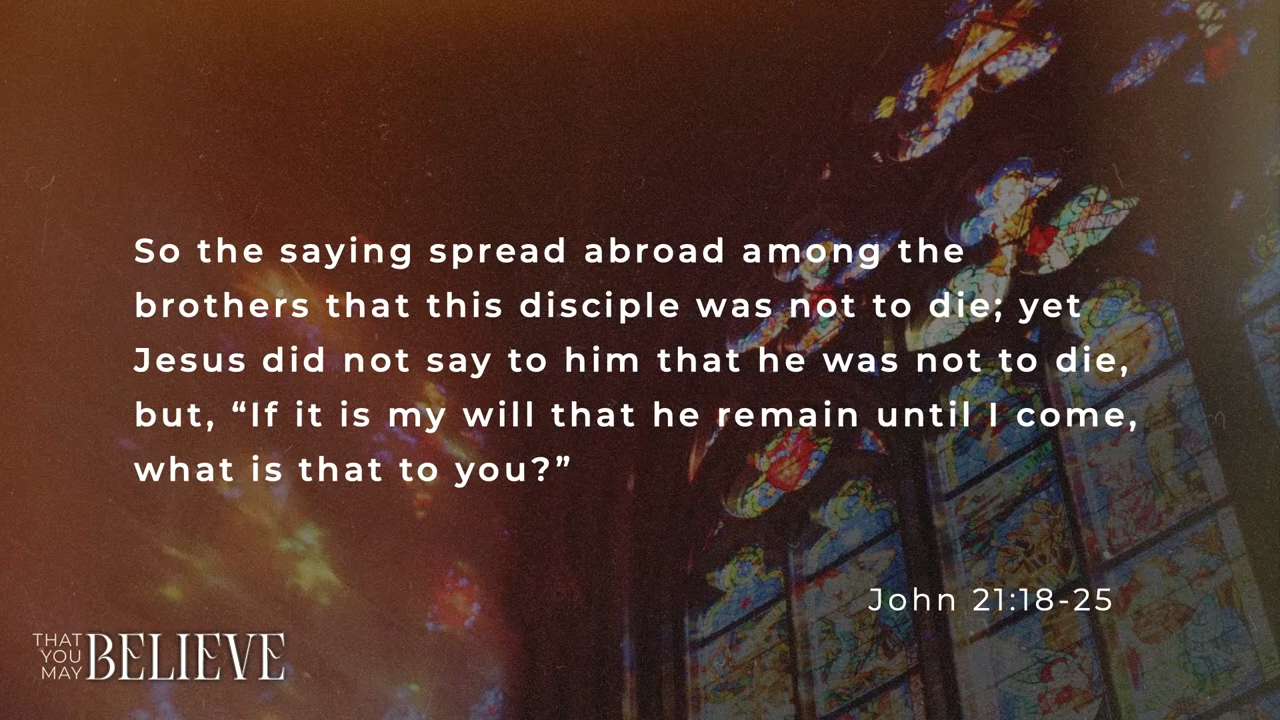 So the saying spread abroad among the
brothers that this disciple was not to die; yet
Jesus did not say to him that he was not to die,
but, “If it is my will that he remain until I come,
what is that to you?”
John 21:18-25
THAT
YOU
MAY
BELIEVE